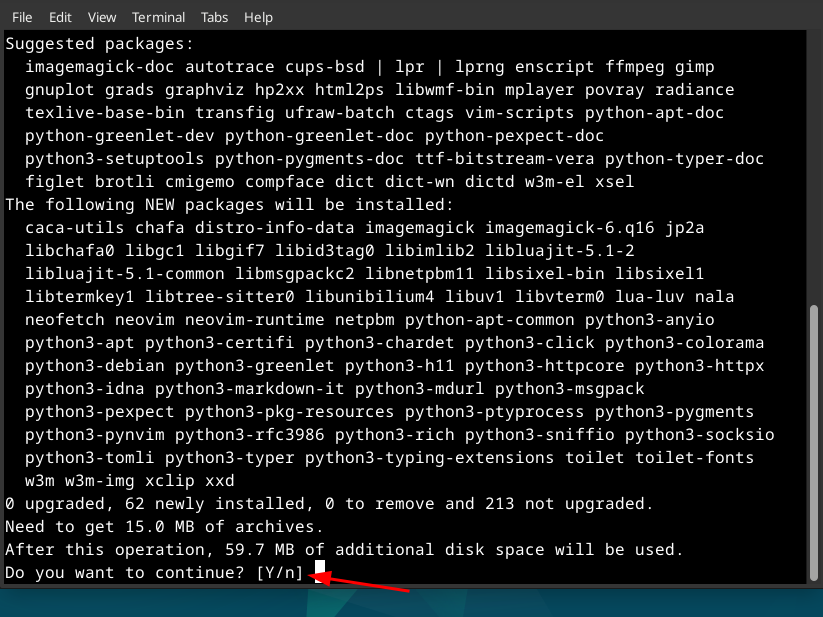 File Edit View Terminal Tabs Help
Suggested packages:
imagemagick-doc autotrace cups-bsd | lpr | lprng enscript ffmpeg gimp
gnuplot grads graphviz hp2xx html2ps libwmf-bin mplayer povray radiance
texlive-base-bin transfig ufraw-batch ctags vim-scripts python-apt-doc
python-greenlet-dev python-greenlet-doc python-pexpect-doc
python3-setuptools python-pygments-doc ttf-bitstream-vera python-typer-doc
figlet brotli cmigemo compface dict dict-wn dictd w3m-el xsel
The following NEW packages will be installed:
caca-utils chafa distro-info-data imagemagick imagemagick-6.q16 jp2a
libchafa0 libgc1 libgif7 libid3tag0 libimlib2 libluajit-5.1-2
libluajit-5.1-common libmsgpackc2 libnetpbm11 libsixel-bin libsixel1
libtermkey1 libtree-sitter0 libunibilium4 libuv1 libvterm0 lua-luv nala
neofetch neovim neovim-runtime netpbm python-apt-common python3-anyio
python3-apt python3-certifi python3-chardet python3-click python3-colorama
python3-debian python3-greenlet python3-h11 python3-httpcore python3-httpx
python3-idna python3-markdown-it python3-mdurl python3-msgpack
python3-pexpect python3-pkg-resources python3-ptyprocess python3-pygments
python3-pynvim python3-rfc3986 python3-rich python3-sniffio python3-socksio
python3-tomli python3-typer python3-typing-extensions toilet toilet-fonts
w3m w3m-img xclip xxd
0 upgraded, 62 newly installed, 0 to remove and 213 not upgraded.
Need to get 15.0 MB of archives.
After this operation, 59.7 MB of additional disk space will be used.
Do you want to continue? [Y/n]